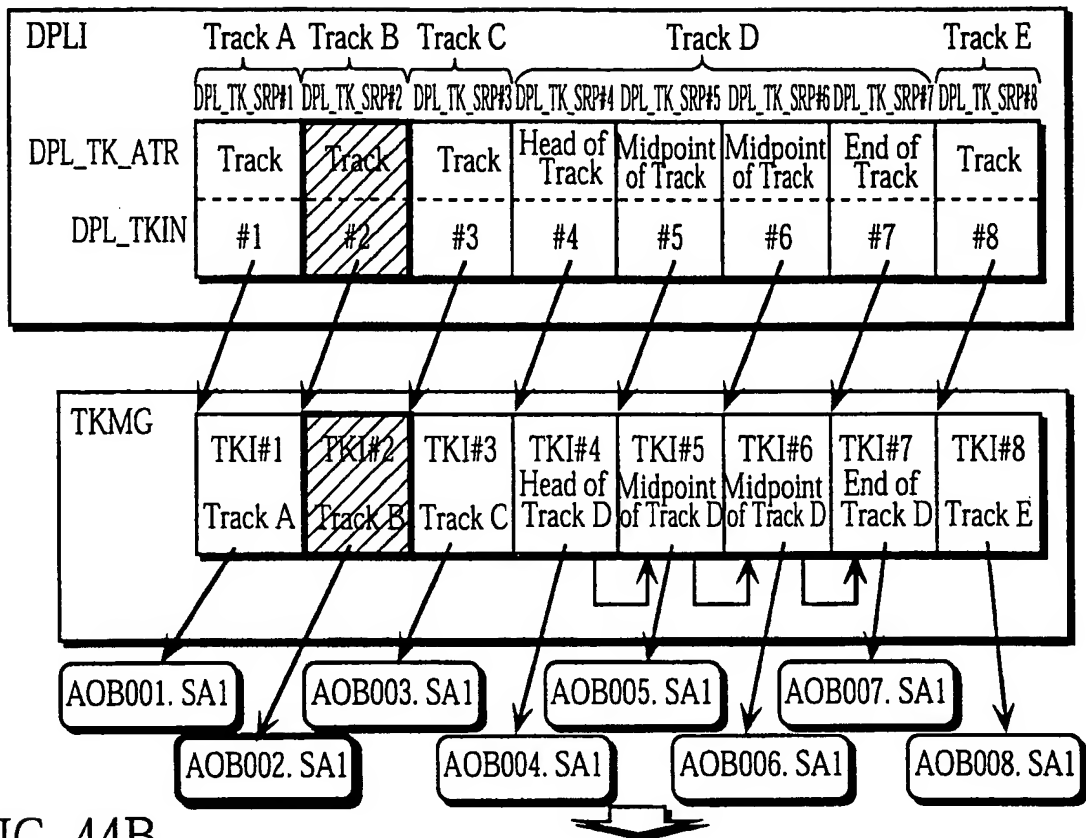 DPLI Track A Track B Track C Track D Track E
DPL_TK_SRP#1 DPL_TK_SRP#2 DPL_TK_SRP#3 DPL_TK_SRP#4 DPL_TK_SRP#5 DPL_TK_SRP#6 DPL_TK_SRP#7 DPL_TK_SRP#8
DPL_TK_ATR Track Track Track Head of Track Midpoint of Track Midpoint of Track End of Track Track
DPL_TKIN #1 #2 #3 #4 #5 #6 #7 #8
TKMG TKI#1 TKI#2 TKI#3 TKI#4 TKI#5 TKI#6 TKI#7 TKI#8
Track A Track B Track C Head of Track D Midpoint of Track D Midpoint of Track D End of Track D Track E
AOB001. SA1 AOB003. SA1 AOB005. SA1 AOB007. SA1
AOB002. SA1 AOB004. SA1 AOB006. SA1 AOB008. SA1